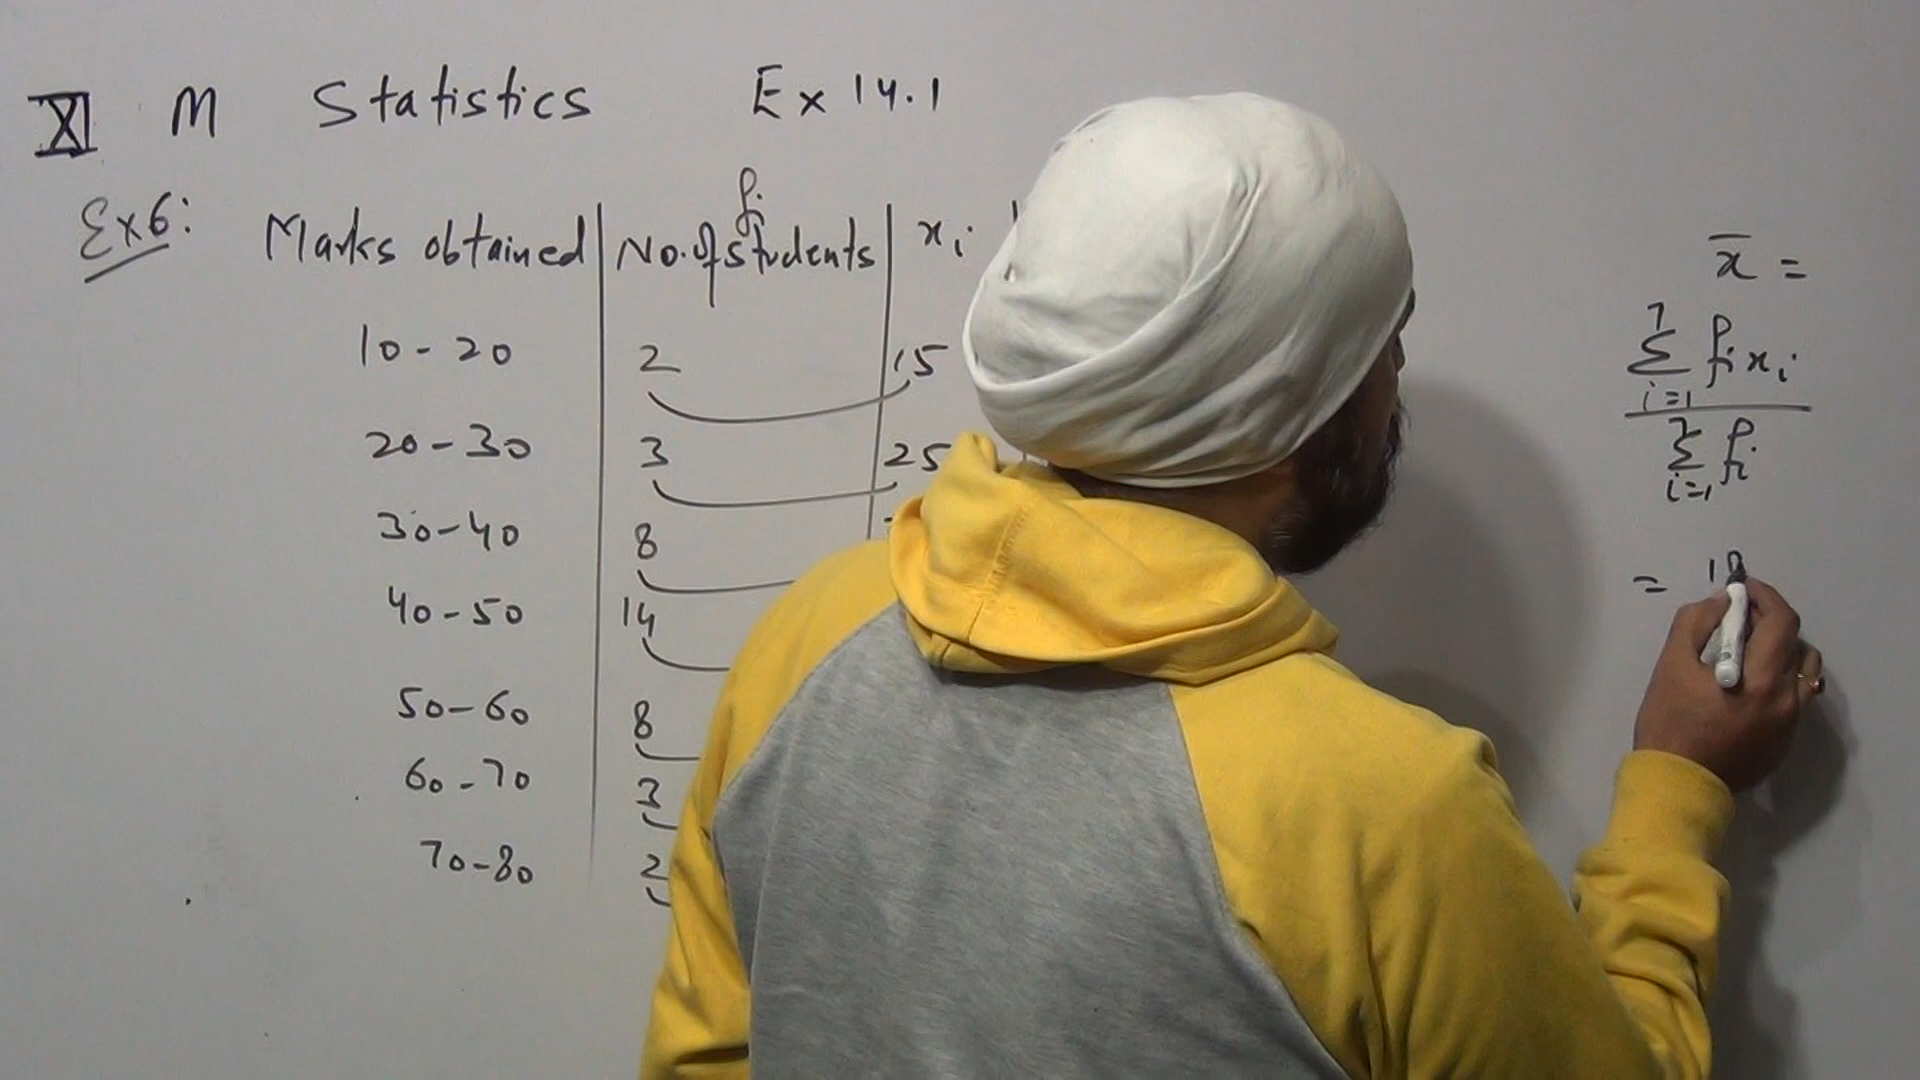 XI M Statistics Ex 14.1
Ex6: Marks obtained No. of students fi xi
10-20 2 15
20-30 3 25
30-40 8
40-50 14
50-60 8
60-70 3
70-80 2
x̄ =
7
Σ fi xi
i=1
7
Σ fi
i=1
= 18